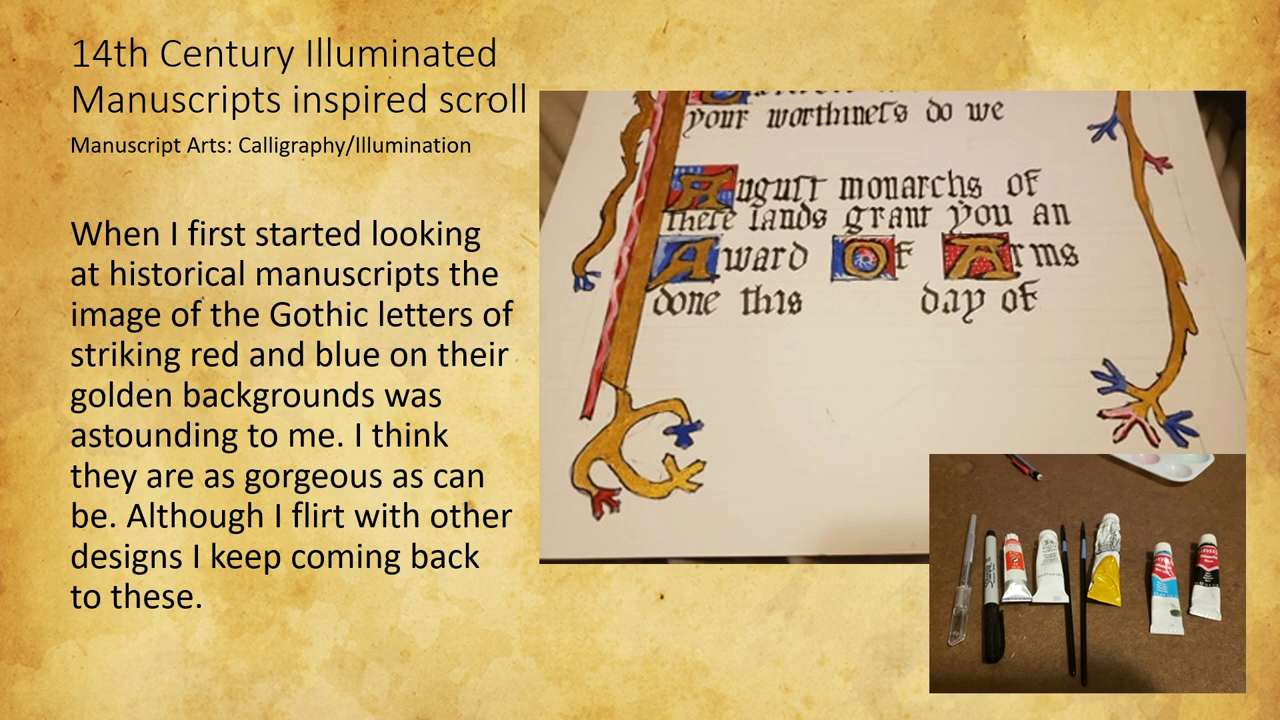 14th Century Illuminated
Manuscripts inspired scroll
Manuscript Arts: Calligraphy/Illumination
When I first started looking
at historical manuscripts the
image of the Gothic letters of
striking red and blue on their
golden backgrounds was
astounding to me. I think
they are as gorgeous as can
be. Although I flirt with other
designs I keep coming back
to these.
your worthineſs do we
Auguſt monarchs of
theſe lands grant you an
Award Of Arms
done this day of